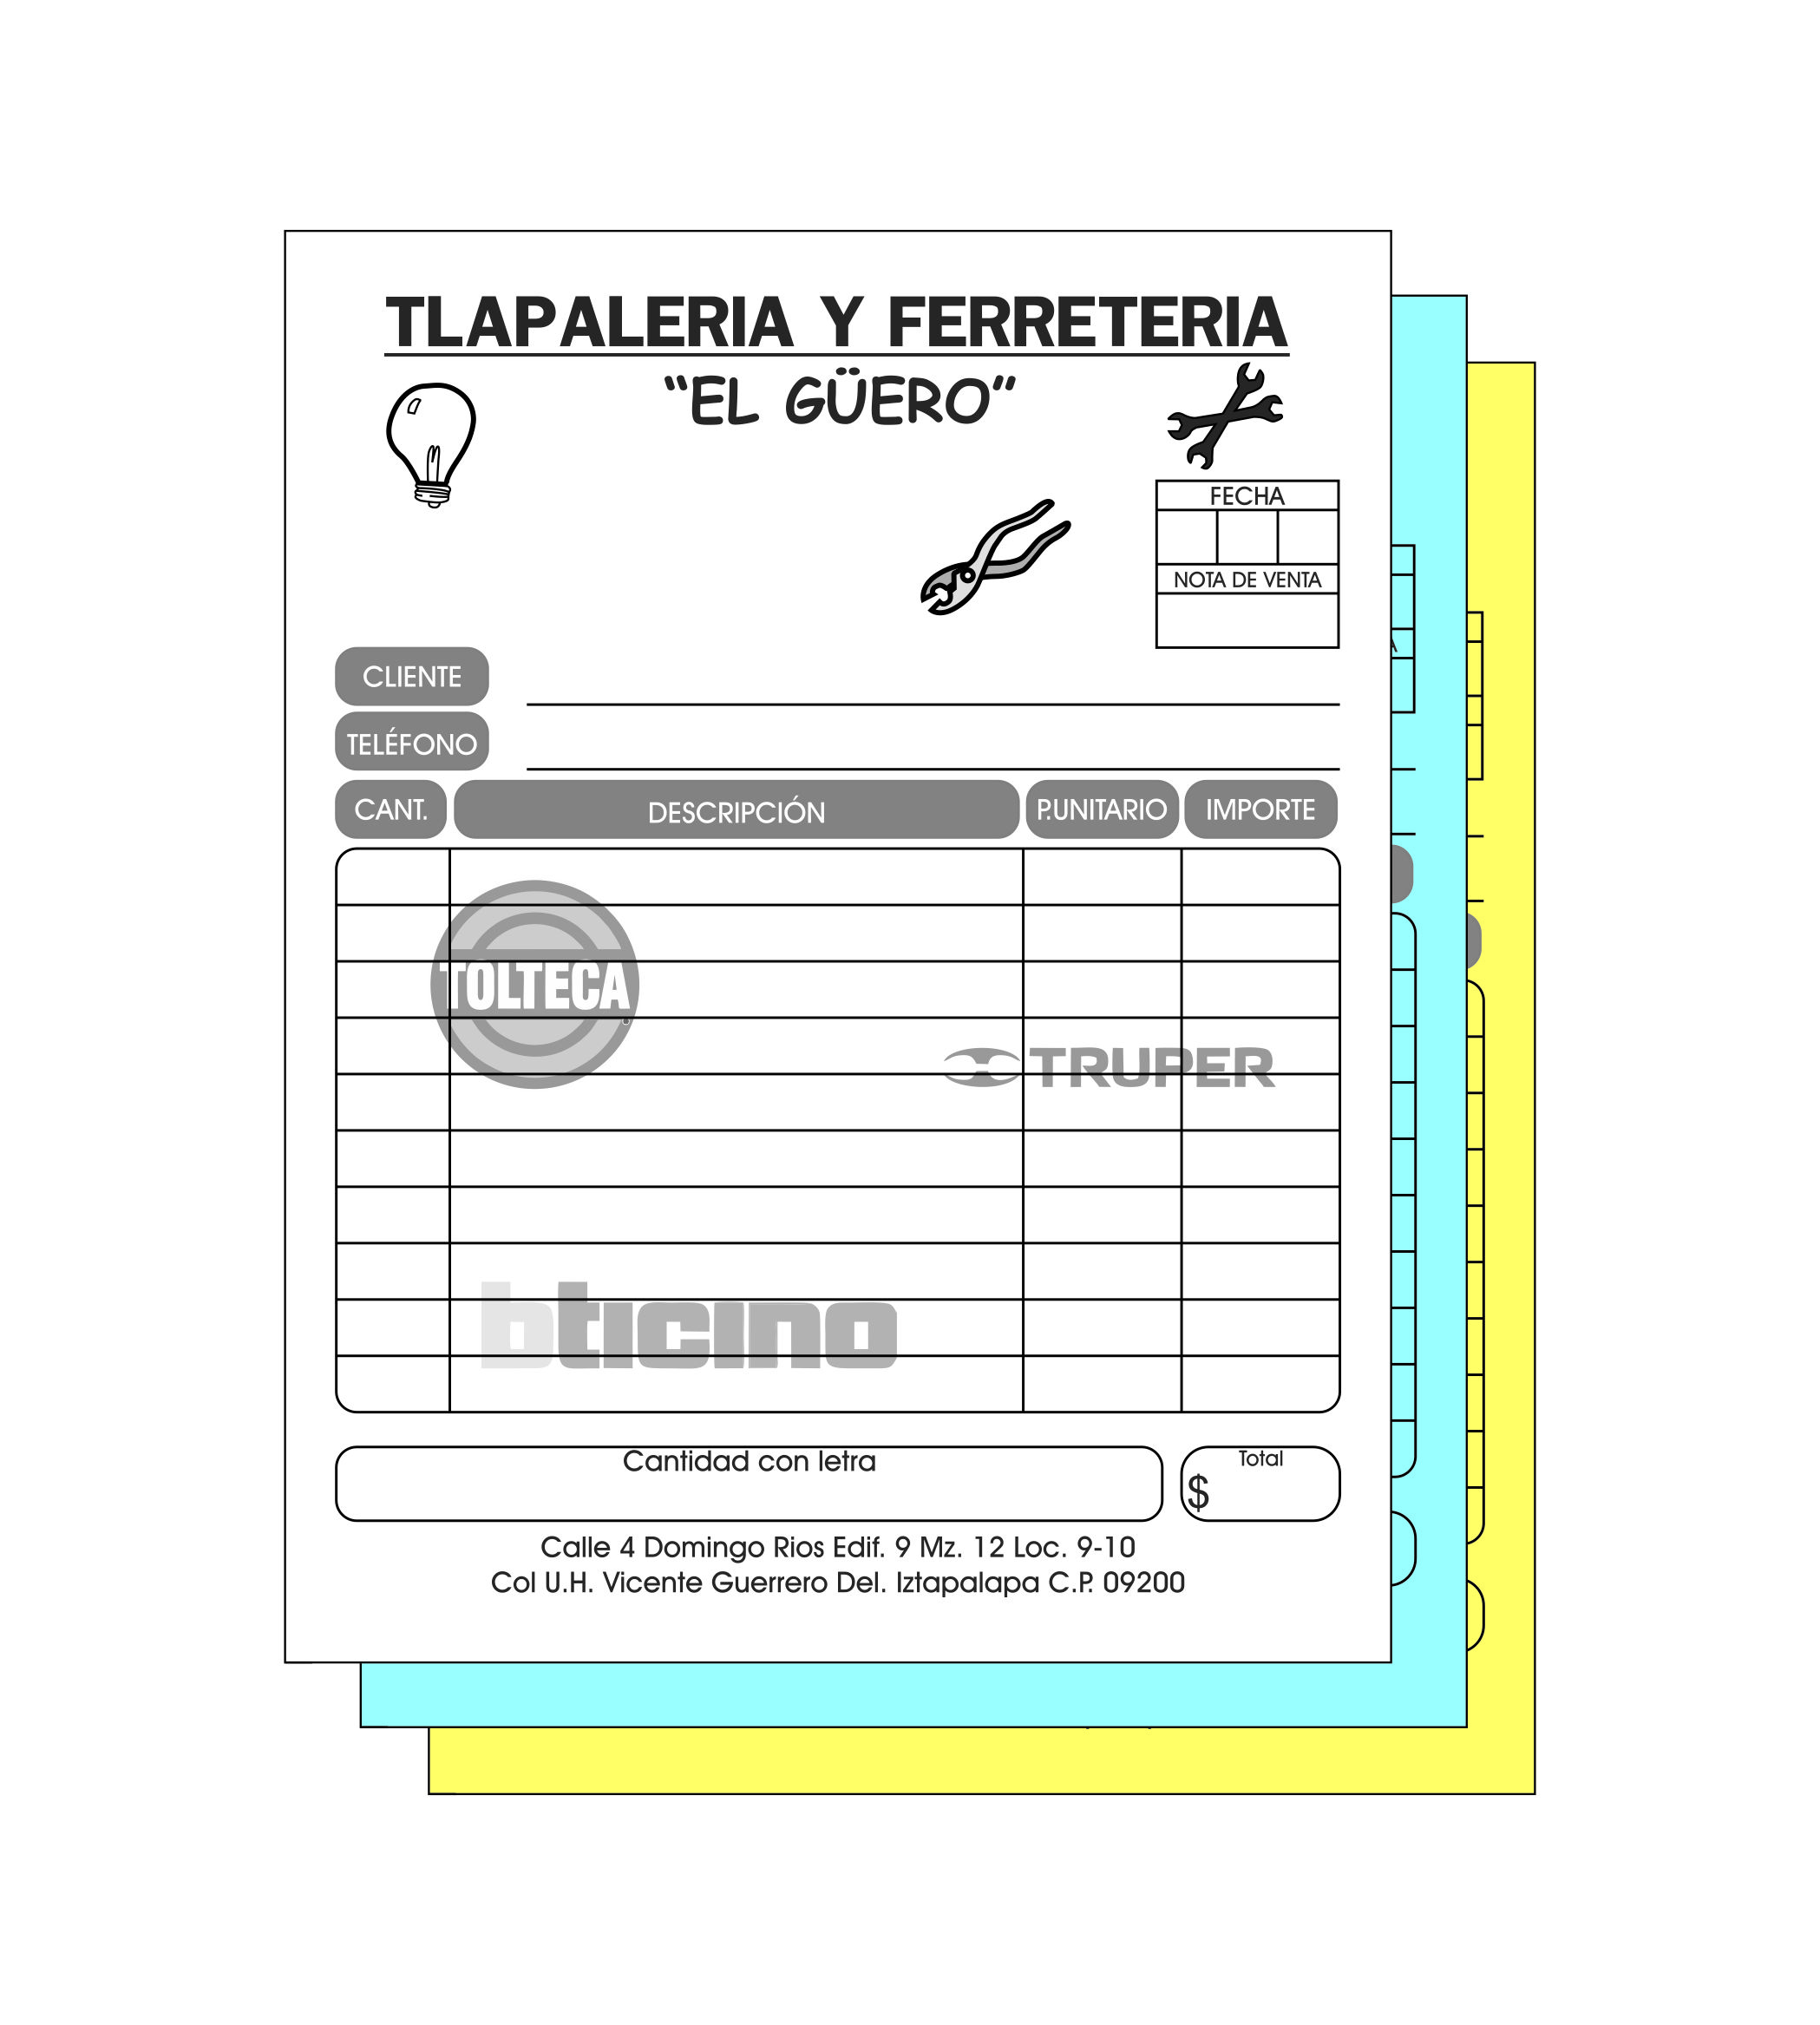 TLAPALERIA Y FERRETERIA
“EL GÜERO”
FECHA
NOTA DE VENTA
CLIENTE
TELÉFONO
CANT. DESCRIPCIÓN P.UNITARIO IMPORTE
TOLTECA
TRUPER
bticino
Cantidad con letra Total
$
Calle 4 Domingo Rios Edif. 9 Mz. 12 Loc. 9-10
Col U.H. Vicente Guerrero Del. Iztapalapa C.P. 09200